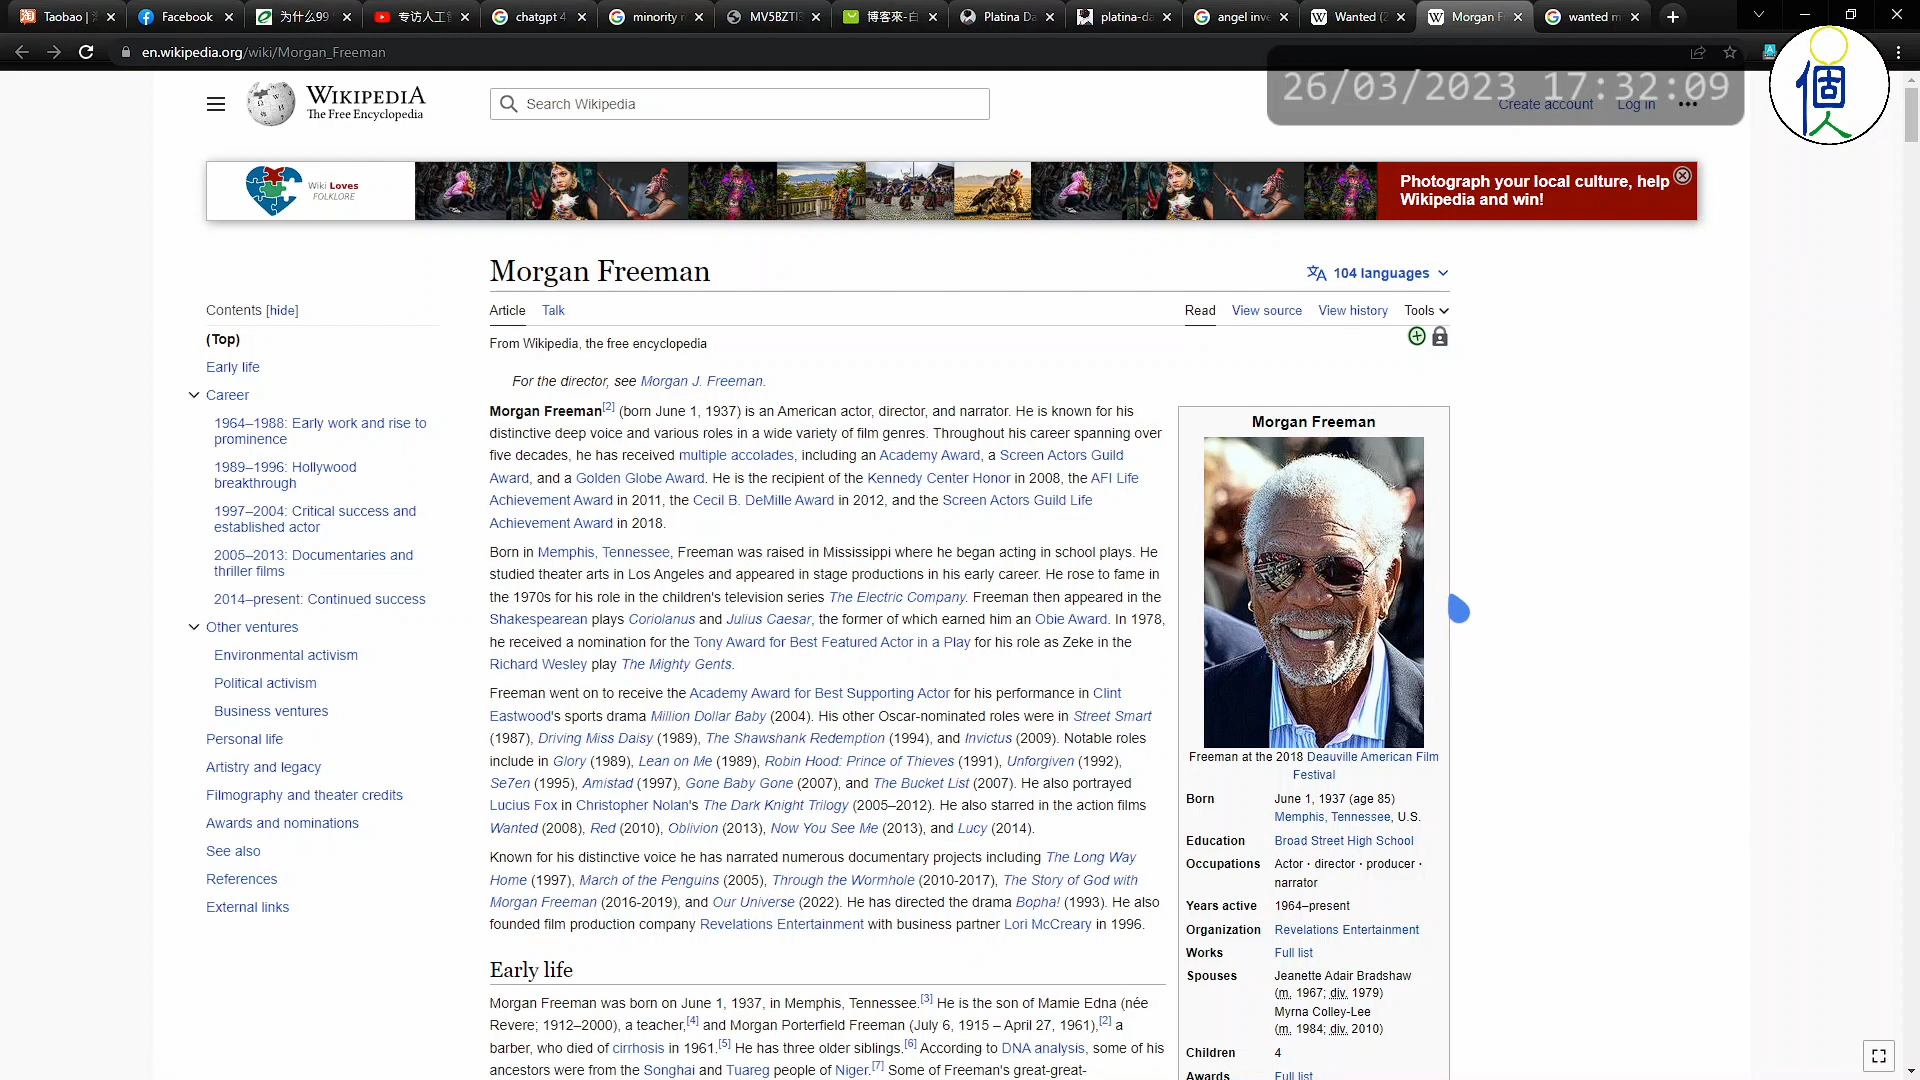 Taobao |
Facebook
为什么99
专访人工智
chatgpt 4
minority r
MV5BZTI3
博客來-白
Platina Da
platina-da
angel inve
Wanted (2
Morgan F
wanted m
en.wikipedia.org/wiki/Morgan_Freeman
26/03/2023 17:32:09
個人
WIKIPEDIA
The Free Encyclopedia
Search Wikipedia
Create account
Log in
Wiki Loves
FOLKLORE
Photograph your local culture, help
Wikipedia and win!
Morgan Freeman
104 languages
Article Talk
Read View source View history Tools
From Wikipedia, the free encyclopedia
Contents [hide]
(Top)
Early life
Career
1964–1988: Early work and rise to
prominence
1989–1996: Hollywood
breakthrough
1997–2004: Critical success and
established actor
2005–2013: Documentaries and
thriller films
2014–present: Continued success
Other ventures
Environmental activism
Political activism
Business ventures
Personal life
Artistry and legacy
Filmography and theater credits
Awards and nominations
See also
References
External links
For the director, see Morgan J. Freeman.
Morgan Freeman[2] (born June 1, 1937) is an American actor, director, and narrator. He is known for his
distinctive deep voice and various roles in a wide variety of film genres. Throughout his career spanning over
five decades, he has received multiple accolades, including an Academy Award, a Screen Actors Guild
Award, and a Golden Globe Award. He is the recipient of the Kennedy Center Honor in 2008, the AFI Life
Achievement Award in 2011, the Cecil B. DeMille Award in 2012, and the Screen Actors Guild Life
Achievement Award in 2018.
Born in Memphis, Tennessee, Freeman was raised in Mississippi where he began acting in school plays. He
studied theater arts in Los Angeles and appeared in stage productions in his early career. He rose to fame in
the 1970s for his role in the children's television series The Electric Company. Freeman then appeared in the
Shakespearean plays Coriolanus and Julius Caesar, the former of which earned him an Obie Award. In 1978,
he received a nomination for the Tony Award for Best Featured Actor in a Play for his role as Zeke in the
Richard Wesley play The Mighty Gents.
Freeman went on to receive the Academy Award for Best Supporting Actor for his performance in Clint
Eastwood's sports drama Million Dollar Baby (2004). His other Oscar-nominated roles were in Street Smart
(1987), Driving Miss Daisy (1989), The Shawshank Redemption (1994), and Invictus (2009). Notable roles
include in Glory (1989), Lean on Me (1989), Robin Hood: Prince of Thieves (1991), Unforgiven (1992),
Se7en (1995), Amistad (1997), Gone Baby Gone (2007), and The Bucket List (2007). He also portrayed
Lucius Fox in Christopher Nolan's The Dark Knight Trilogy (2005–2012). He also starred in the action films
Wanted (2008), Red (2010), Oblivion (2013), Now You See Me (2013), and Lucy (2014).
Known for his distinctive voice he has narrated numerous documentary projects including The Long Way
Home (1997), March of the Penguins (2005), Through the Wormhole (2010-2017), The Story of God with
Morgan Freeman (2016-2019), and Our Universe (2022). He has directed the drama Bopha! (1993). He also
founded film production company Revelations Entertainment with business partner Lori McCreary in 1996.
Early life
Morgan Freeman was born on June 1, 1937, in Memphis, Tennessee.[3] He is the son of Mamie Edna (née
Revere; 1912–2000), a teacher,[4] and Morgan Porterfield Freeman (July 6, 1915 – April 27, 1961),[2] a
barber, who died of cirrhosis in 1961.[5] He has three older siblings.[6] According to DNA analysis, some of his
ancestors were from the Songhai and Tuareg people of Niger.[7] Some of Freeman's great-great-
Morgan Freeman
Freeman at the 2018 Deauville American Film
Festival
Born June 1, 1937 (age 85)
Memphis, Tennessee, U.S.
Education Broad Street High School
Occupations Actor · director · producer ·
narrator
Years active 1964–present
Organization Revelations Entertainment
Works Full list
Spouses Jeanette Adair Bradshaw
(m. 1967; div. 1979)
Myrna Colley-Lee
(m. 1984; div. 2010)
Children 4
Awards Full list